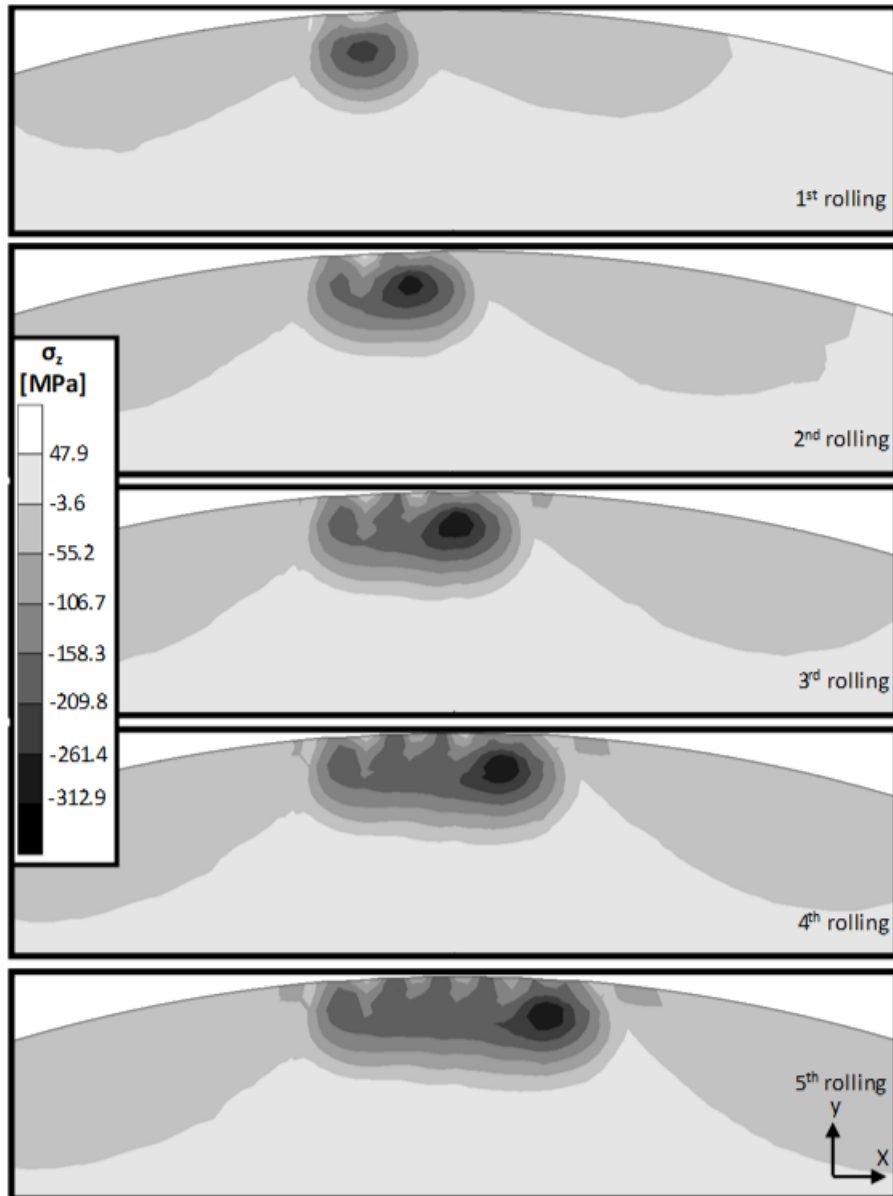 1st rolling
2nd rolling
σz
[MPa]
47.9
-3.6
-55.2
-106.7
-158.3
-209.8
-261.4
-312.9
3rd rolling
4th rolling
5th rolling
y
X